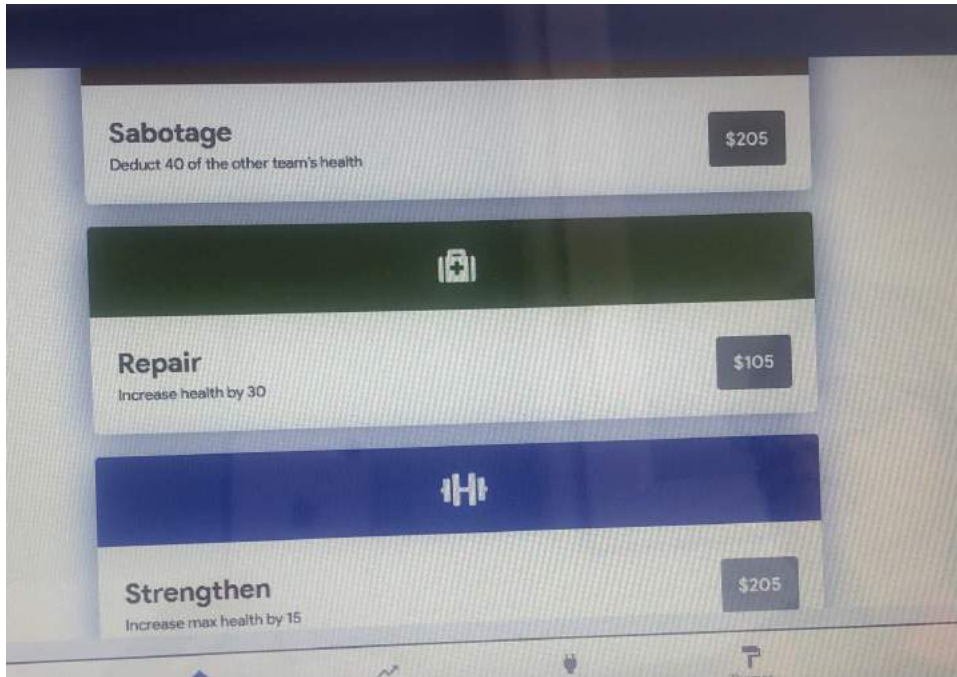 Sabotage
Deduct 40 of the other team's health
$205
Repair
Increase health by 30
$105
Strengthen
Increase max health by 15
$205